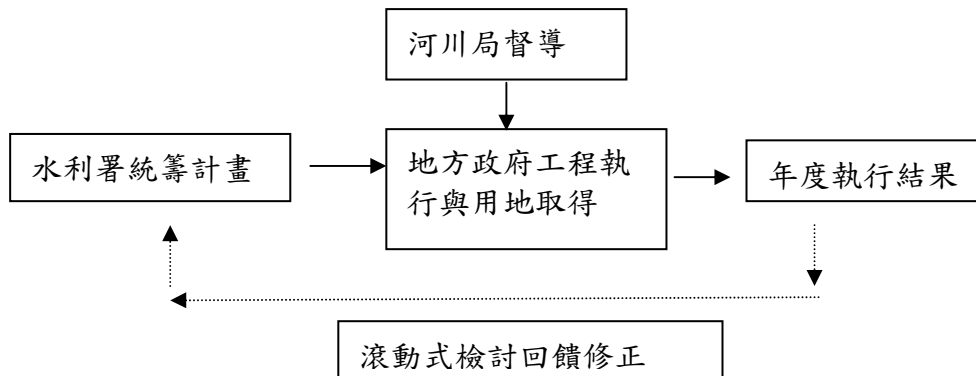 河川局督導
水利署統籌計畫
地方政府工程執
行與用地取得
年度執行結果
滾動式檢討回饋修正